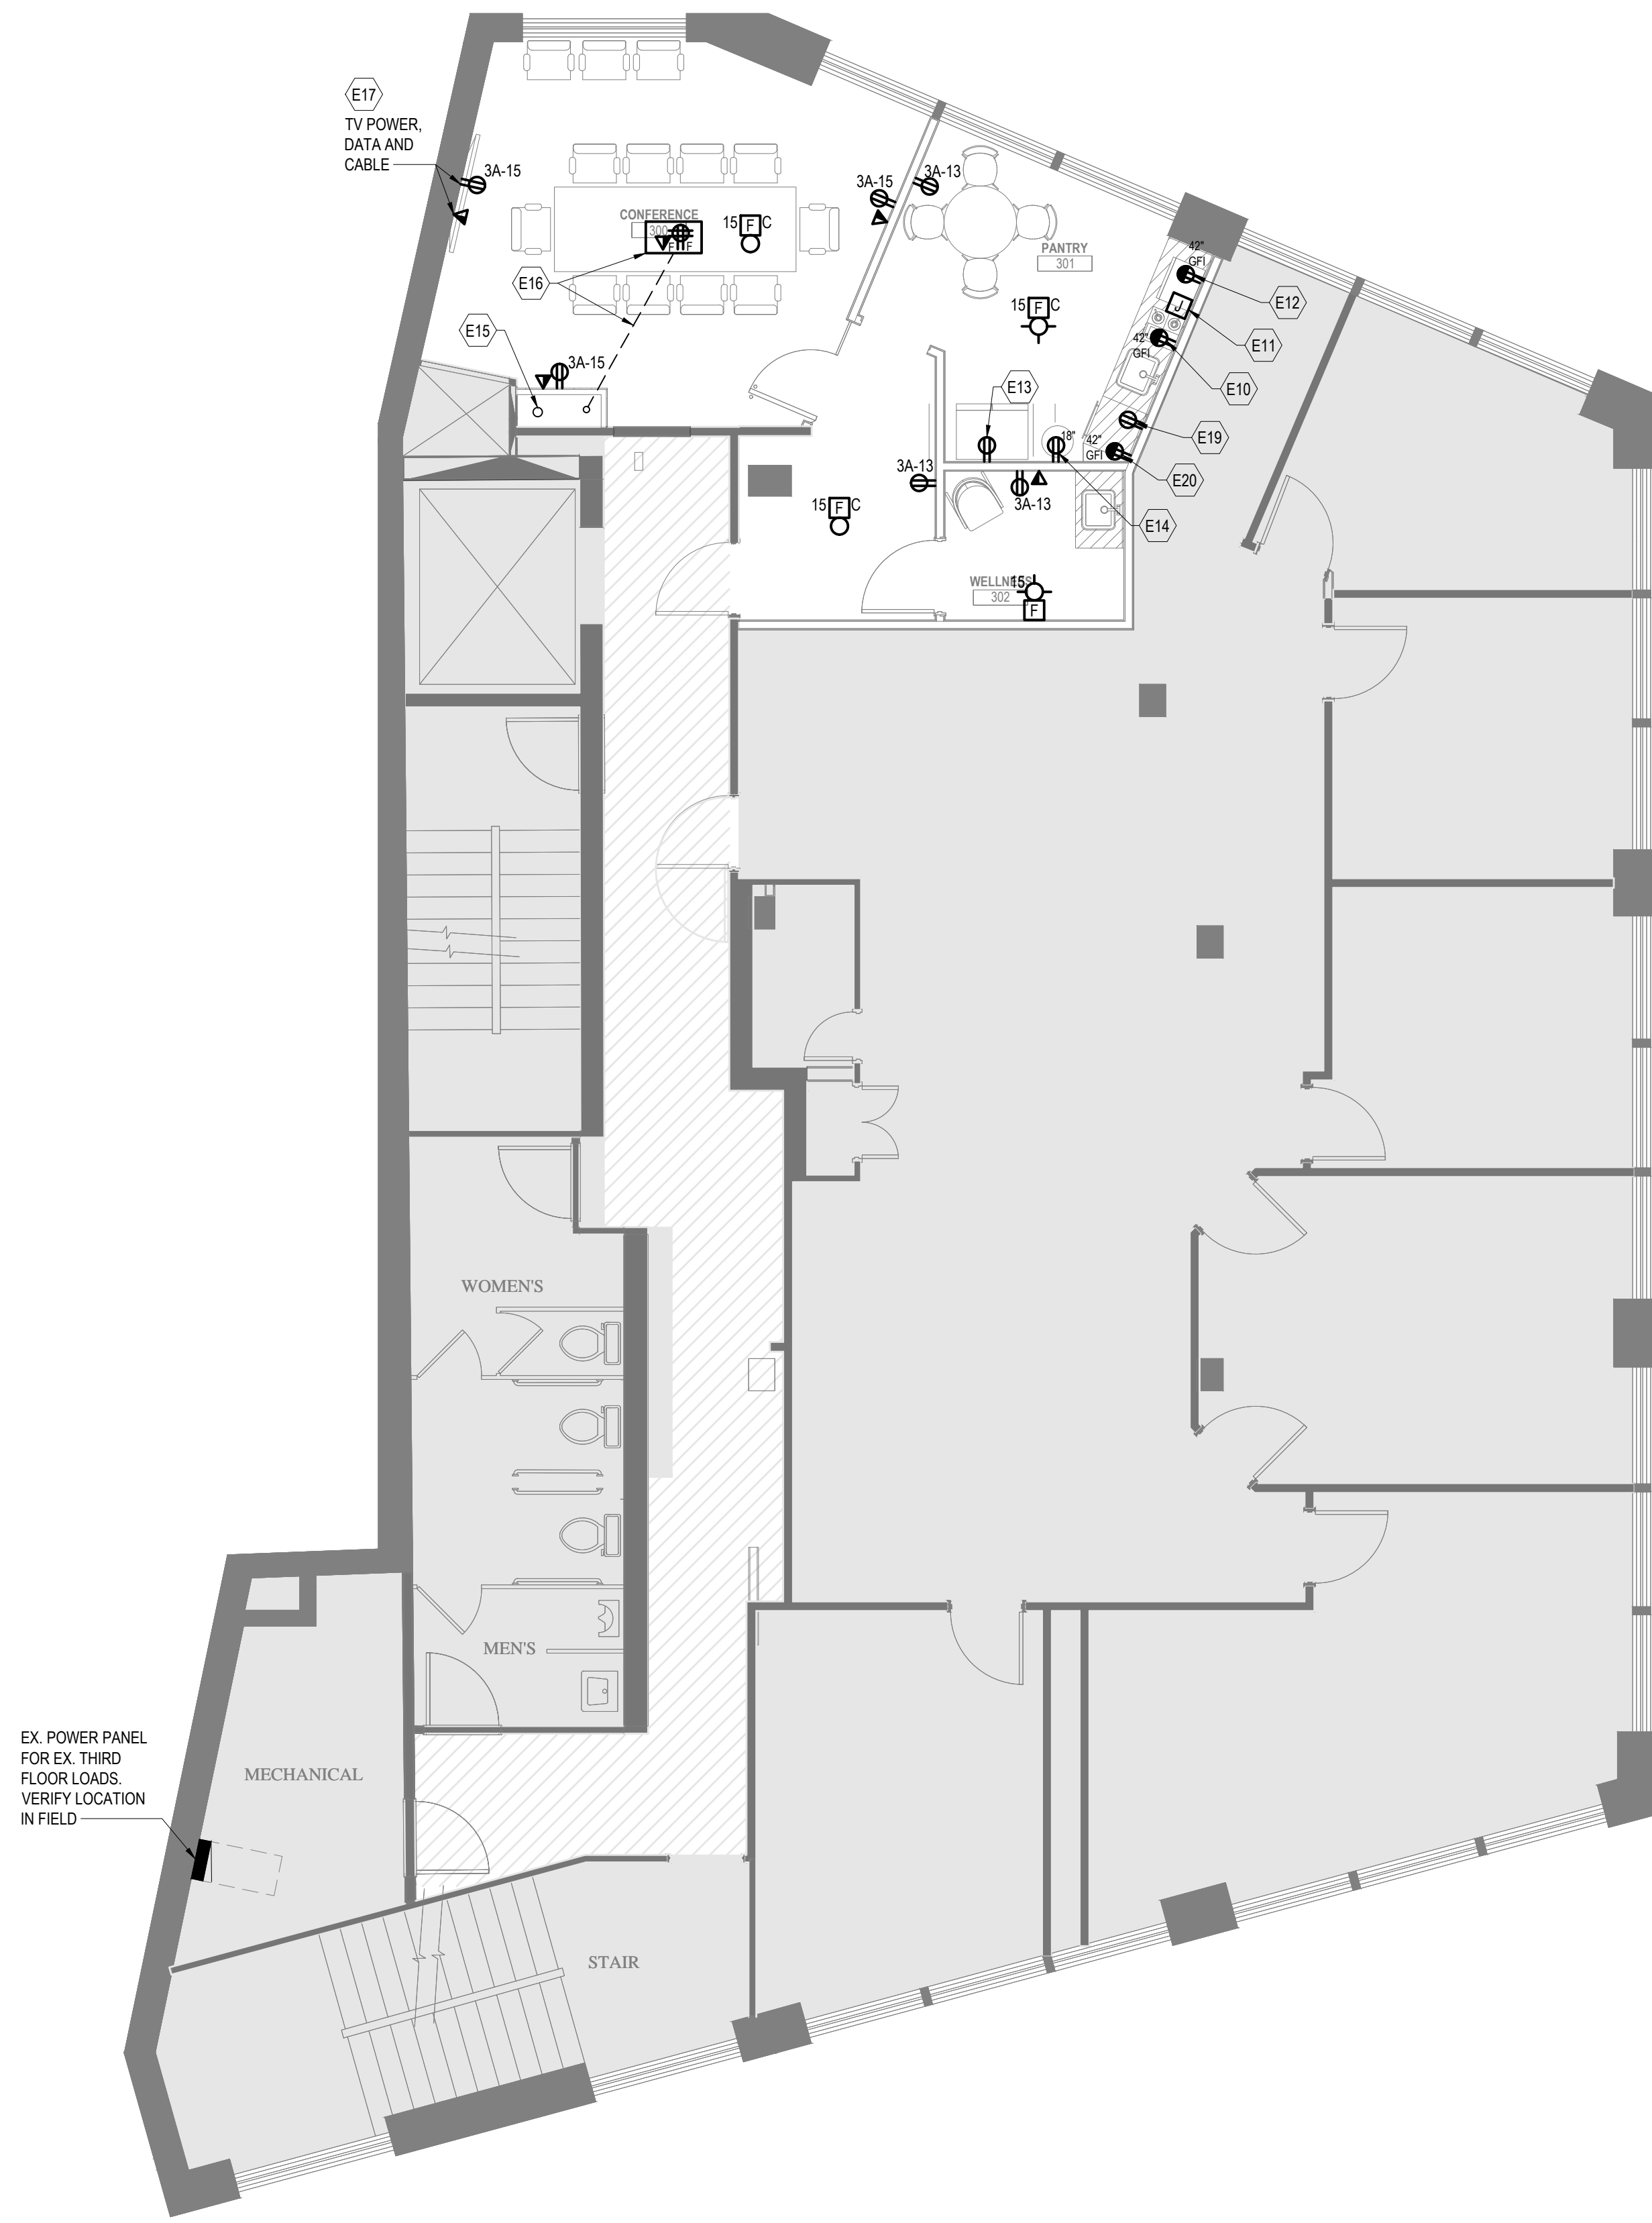 E17
TV POWER,
DATA AND
CABLE
3A-15
3A-15
3A-13
CONFERENCE
300
F F
15 F C
E16
E15
3A-15
PANTRY
301
15 F C
42"
GFI
E12
J
E11
42"
GFI
E10
E13
18"
42"
GFI
E19
E20
E14
3A-13
3A-13
15 F C
WELLNESS
302
15
F
WOMEN'S
MEN'S
EX. POWER PANEL
FOR EX. THIRD
FLOOR LOADS.
VERIFY LOCATION
IN FIELD
MECHANICAL
STAIR